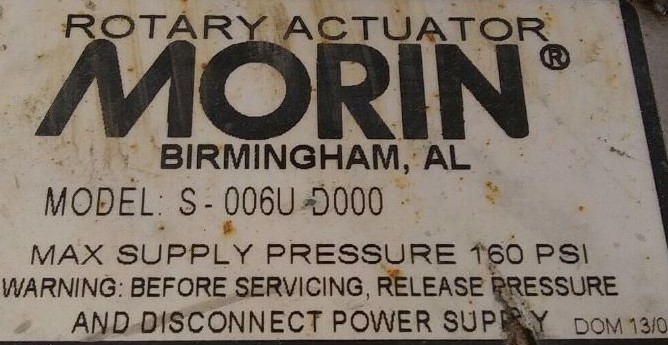 ROTARY ACTUATOR
MORIN®
BIRMINGHAM, AL
MODEL: S-006U-D000
MAX SUPPLY PRESSURE 160 PSI
WARNING: BEFORE SERVICING, RELEASE PRESSURE
AND DISCONNECT POWER SUPPLY
DOM 13/0